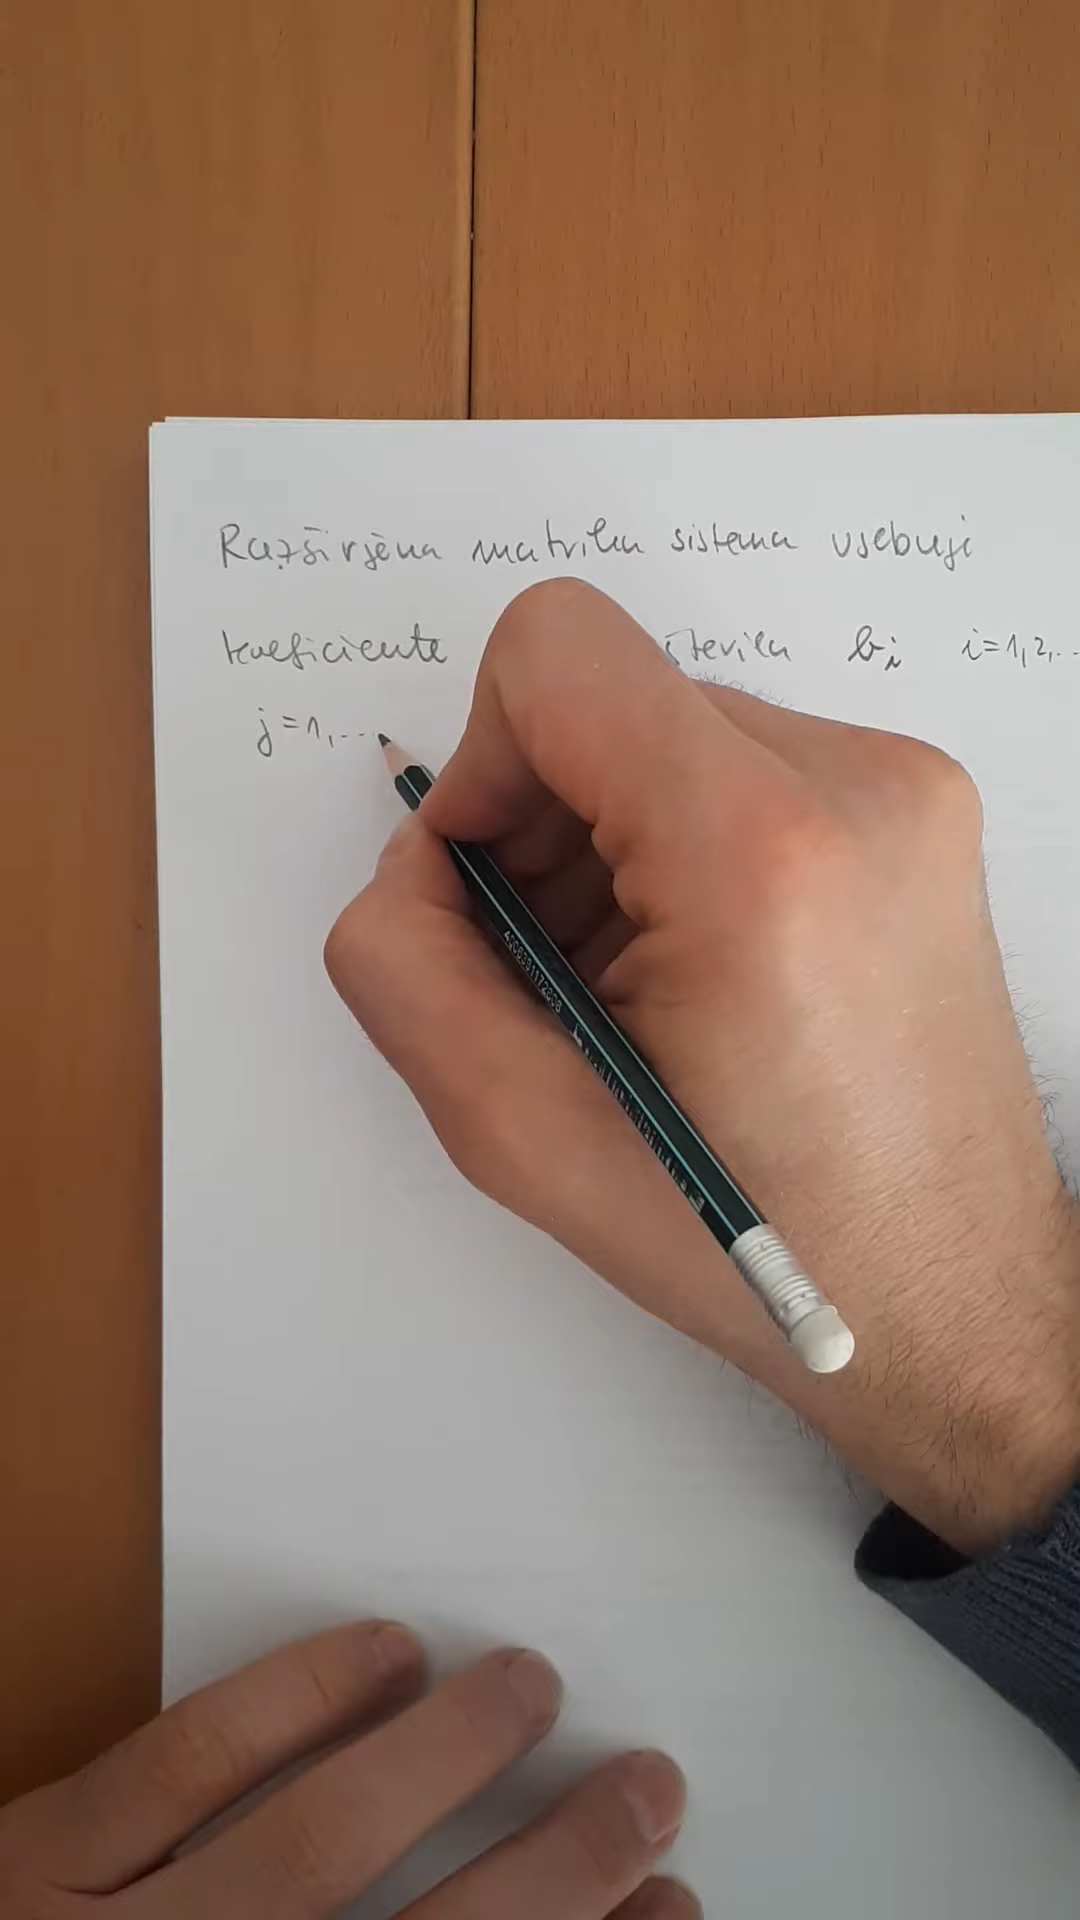 Razširjena matrika sistema vsebuje
koeficiente števila bi i=1,2,..
j=1,...,